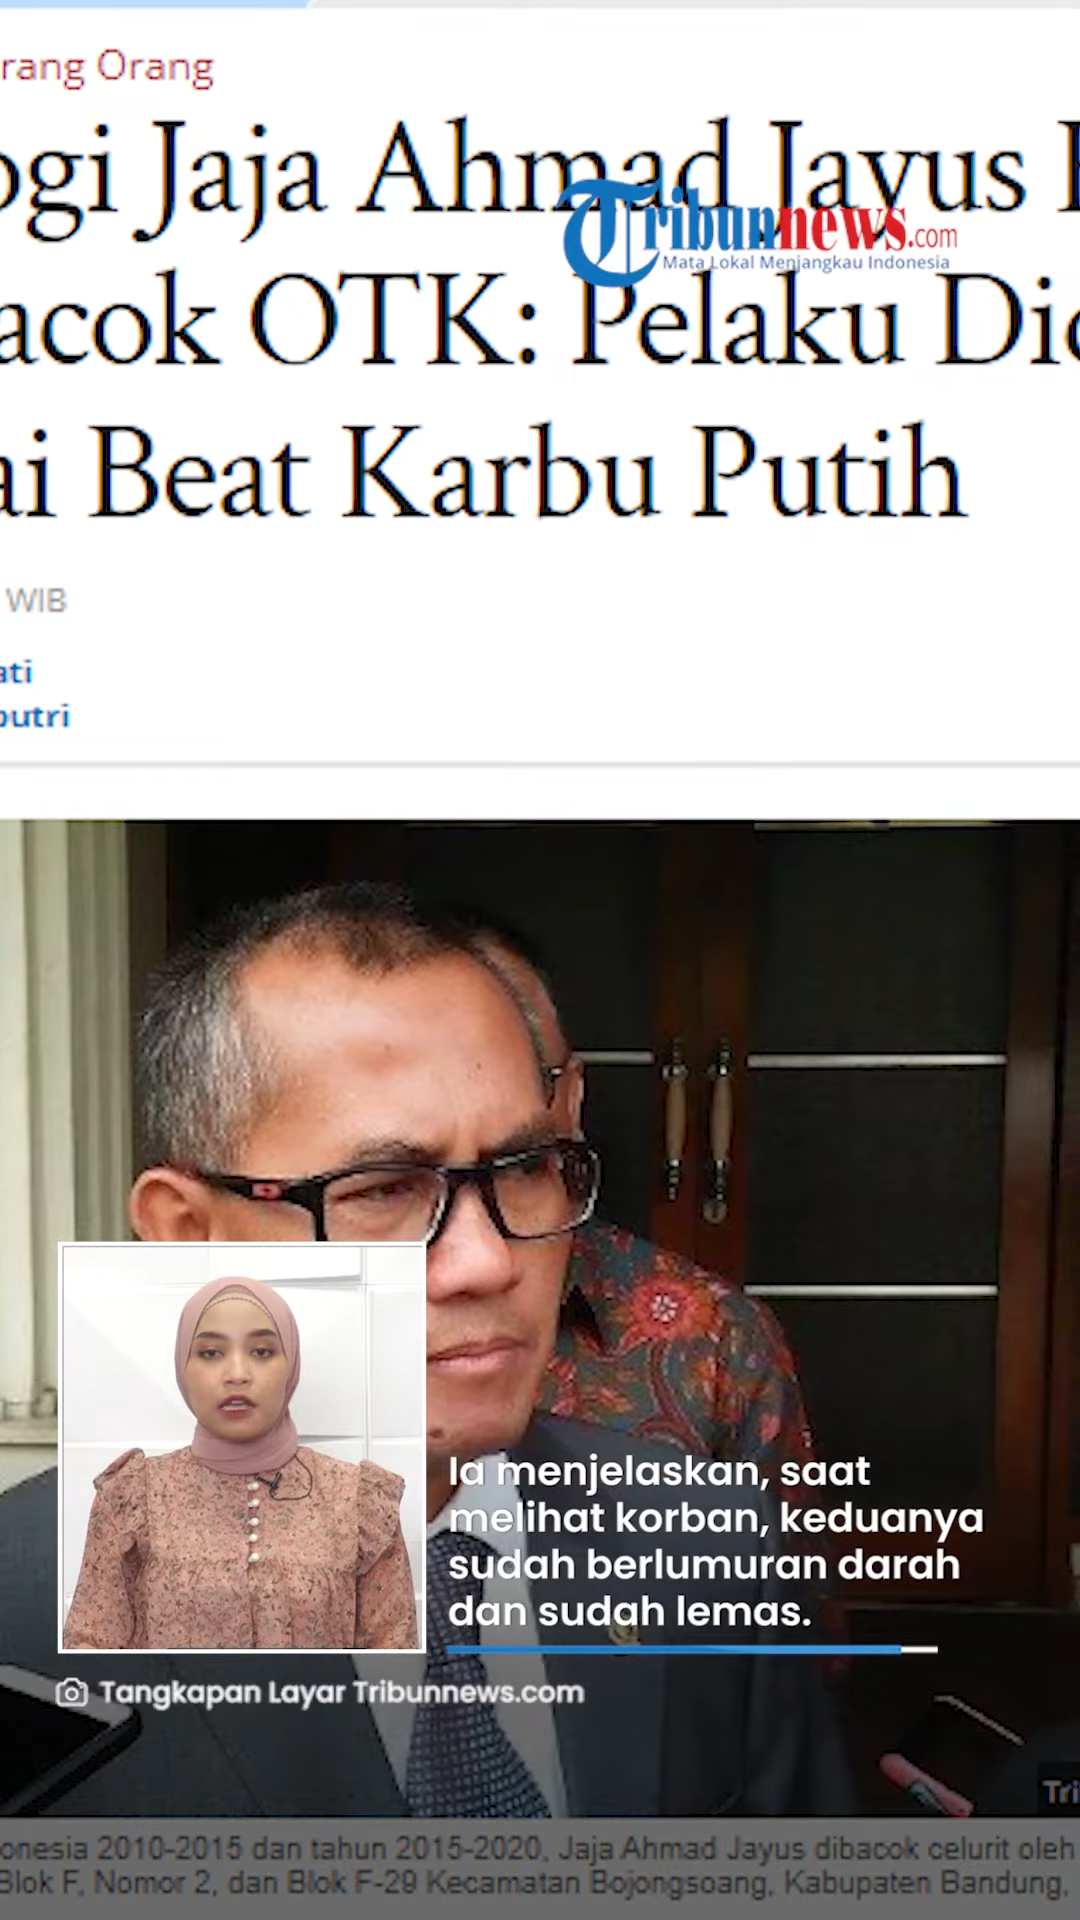 rang Orang
ogi Jaja Ahmad Jayus
Tribunnews.com
Mata Lokal Menjangkau Indonesia
acok OTK: Pelaku Dic
ai Beat Karbu Putih
WIB
ati
putri
Ia menjelaskan, saat
melihat korban, keduanya
sudah berlumuran darah
dan sudah lemas.
Tangkapan Layar Tribunnews.com
Tri
onesia 2010-2015 dan tahun 2015-2020, Jaja Ahmad Jayus dibacok celurit oleh
Blok F, Nomor 2, dan Blok F-29 Kecamatan Bojongsoang, Kabupaten Bandung,